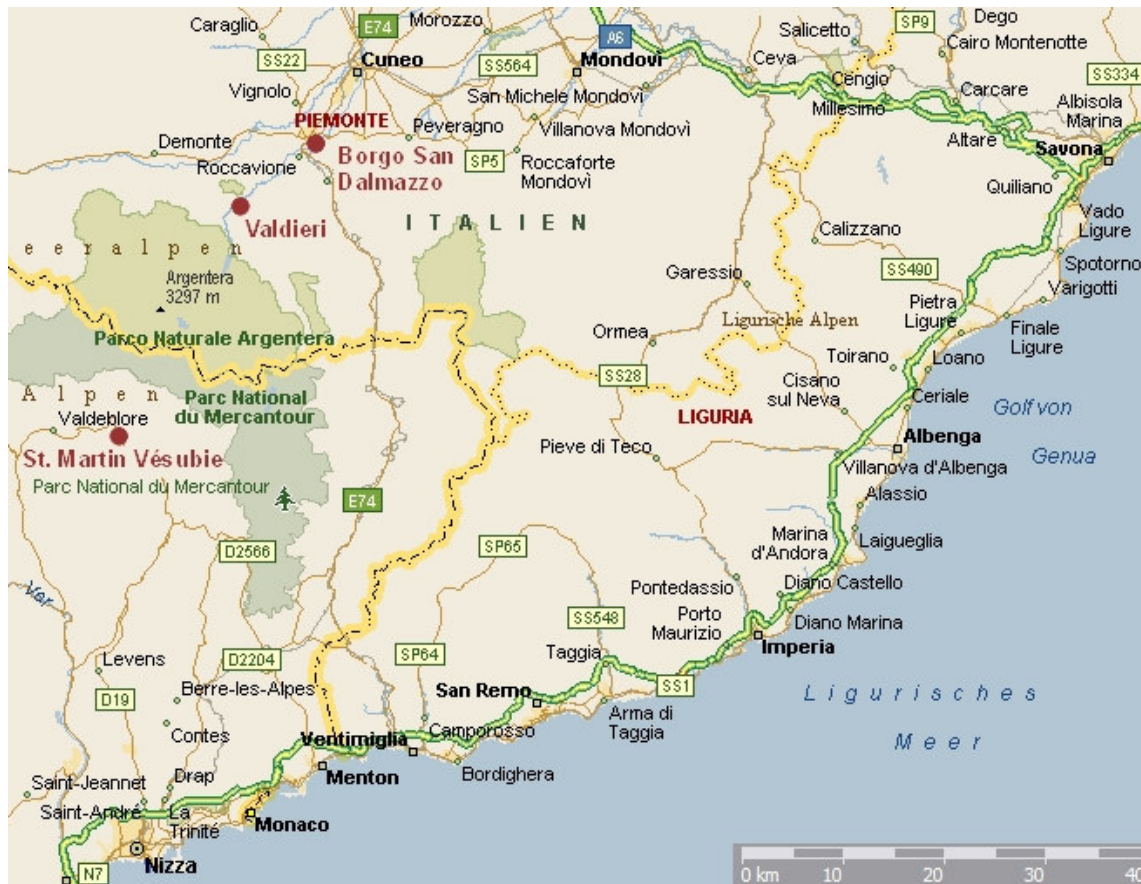 Caraglio
E74
Morozzo
A6
Salicetto
SP9
Dego
Cairo Montenotte
SS22
Cuneo
SS564
Mondovì
Ceva
Cengio
SS334
Vignolo
San Michele Mondovì
Millesimo
Carcare
Albisola
Marina
PIEMONTE
Peveragno
Villanova Mondovì
Altare
Savona
Demonte
Roccavione
Borgo San
Dalmazzo
SP5
Roccaforte
Mondovì
Quiliano
Valdieri
ITALIEN
Vado
Ligure
Calizzano
eeralpen
Argentera
3297 m
Garessio
SS490
Spotorno
Varigotti
Parco Naturale Argentera
Ormea
Ligurische Alpen
Pietra
Ligure
Finale
Ligure
Toirano
Loano
Alpen
Parc National
du Mercantour
SS28
Cisano
sul Neva
Ceriale
Golf von
Genua
Valdeblore
LIGURIA
St. Martin Vésubie
Pieve di Teco
Albenga
Parc National du Mercantour
Villanova d'Albenga
E74
Alassio
D2566
SP65
Marina
d'Andora
Laigueglia
Var
Pontedassio
Diano Castello
SS548
Porto
Maurizio
Diano Marina
Levens
D2204
SP64
Taggia
Imperia
D19
Berre-les-Alpes
San Remo
SS1
Ligurisches
Meer
Contes
Ventimiglia
Camporosso
Arma di
Taggia
Saint-Jeannet
Drap
Menton
Bordighera
Saint-André
La
Trinité
Monaco
N7
Nizza
0 km 10 20 30 40